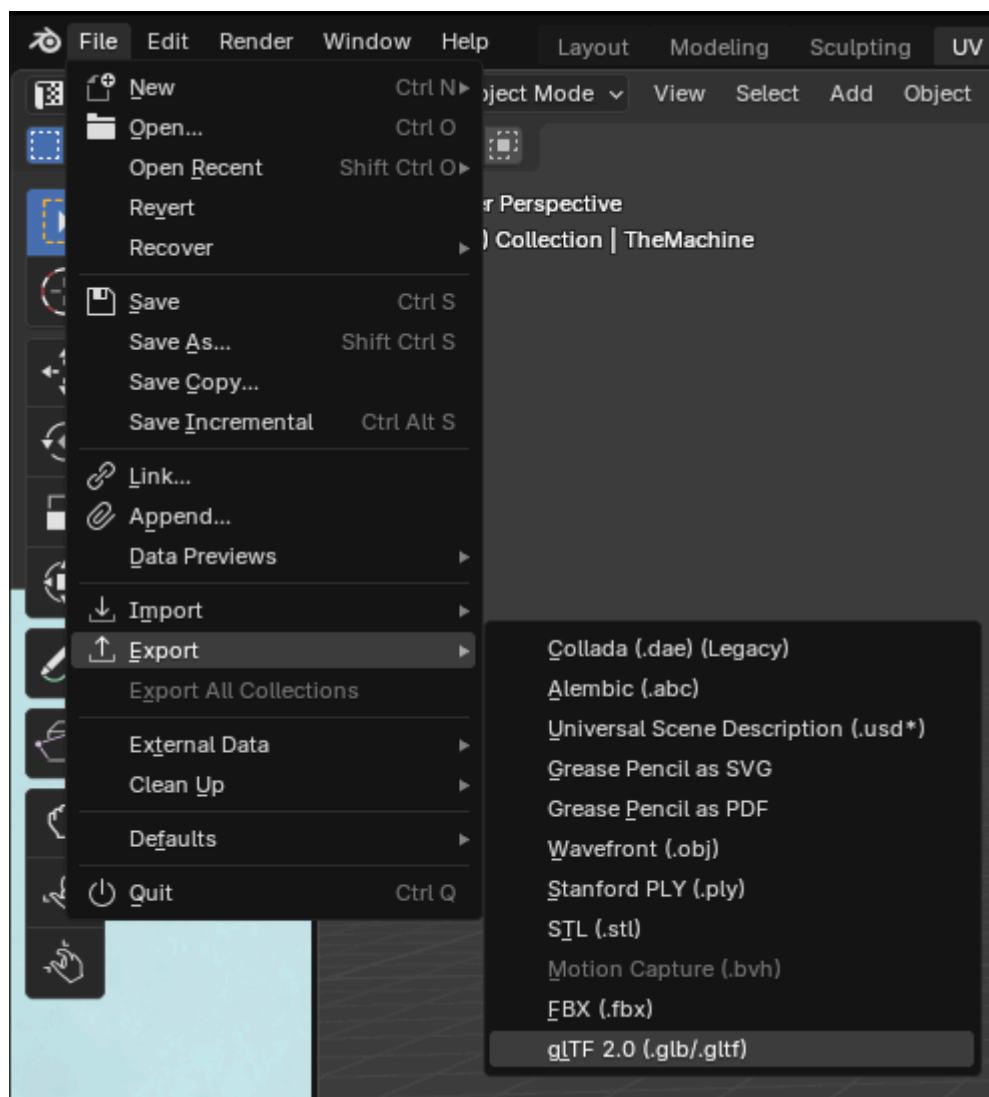 File Edit Render Window Help Layout Modeling Sculpting UV
New Ctrl N
Mode View Select Add Object
Open... Ctrl O
Open Recent Shift Ctrl O
Revert
Perspective
Recover
Collection | TheMachine
Save Ctrl S
Save As... Shift Ctrl S
Save Copy...
Save Incremental Ctrl Alt S
Link...
Append...
Data Previews
Import
Export
Export All Collections
External Data
Clean Up
Defaults
Quit Ctrl Q
Collada (.dae) (Legacy)
Alembic (.abc)
Universal Scene Description (.usd*)
Grease Pencil as SVG
Grease Pencil as PDF
Wavefront (.obj)
Stanford PLY (.ply)
STL (.stl)
Motion Capture (.bvh)
FBX (.fbx)
glTF 2.0 (.glb/.gltf)